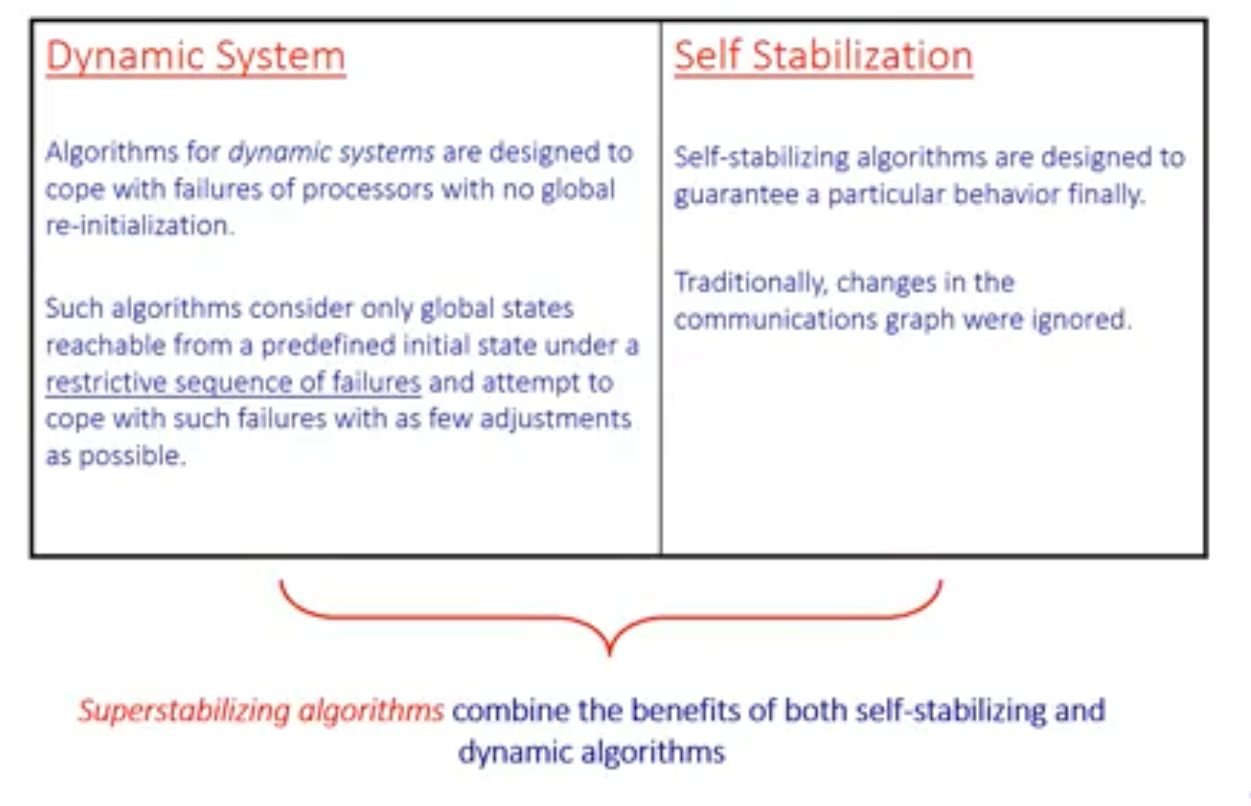 Dynamic System
Algorithms for dynamic systems are designed to
cope with failures of processors with no global
re-initialization.
Such algorithms consider only global states
reachable from a predefined initial state under a
restrictive sequence of failures and attempt to
cope with such failures with as few adjustments
as possible.
Self Stabilization
Self-stabilizing algorithms are designed to
guarantee a particular behavior finally.
Traditionally, changes in the
communications graph were ignored.
Superstabilizing algorithms combine the benefits of both self-stabilizing and
dynamic algorithms